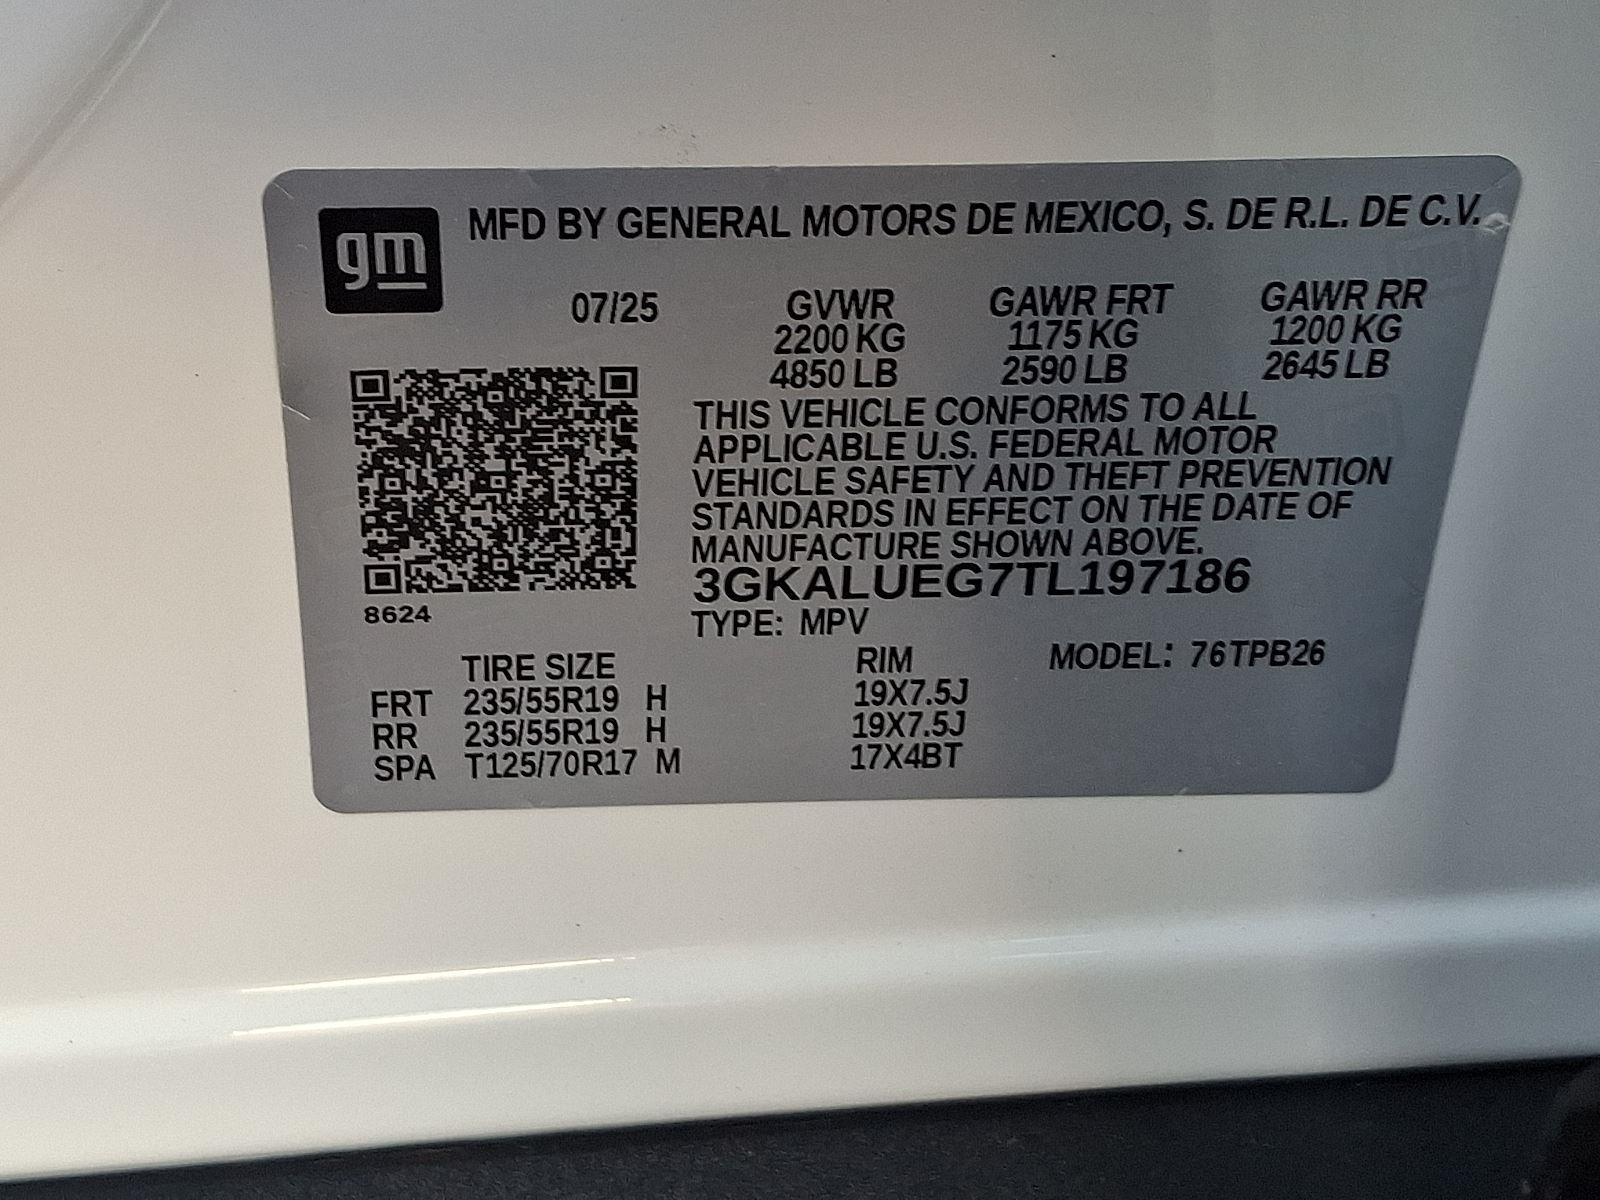 gm MFD BY GENERAL MOTORS DE MEXICO, S. DE R.L. DE C.V.
07/25 GVWR GAWR FRT GAWR RR
2200 KG 1175 KG 1200 KG
4850 LB 2590 LB 2645 LB
THIS VEHICLE CONFORMS TO ALL
APPLICABLE U.S. FEDERAL MOTOR
VEHICLE SAFETY AND THEFT PREVENTION
STANDARDS IN EFFECT ON THE DATE OF
MANUFACTURE SHOWN ABOVE.
3GKALUEG7TL197186
8624
TYPE: MPV
TIRE SIZE RIM MODEL: 76TPB26
FRT 235/55R19 H 19X7.5J
RR 235/55R19 H 19X7.5J
SPA T125/70R17 M 17X4BT